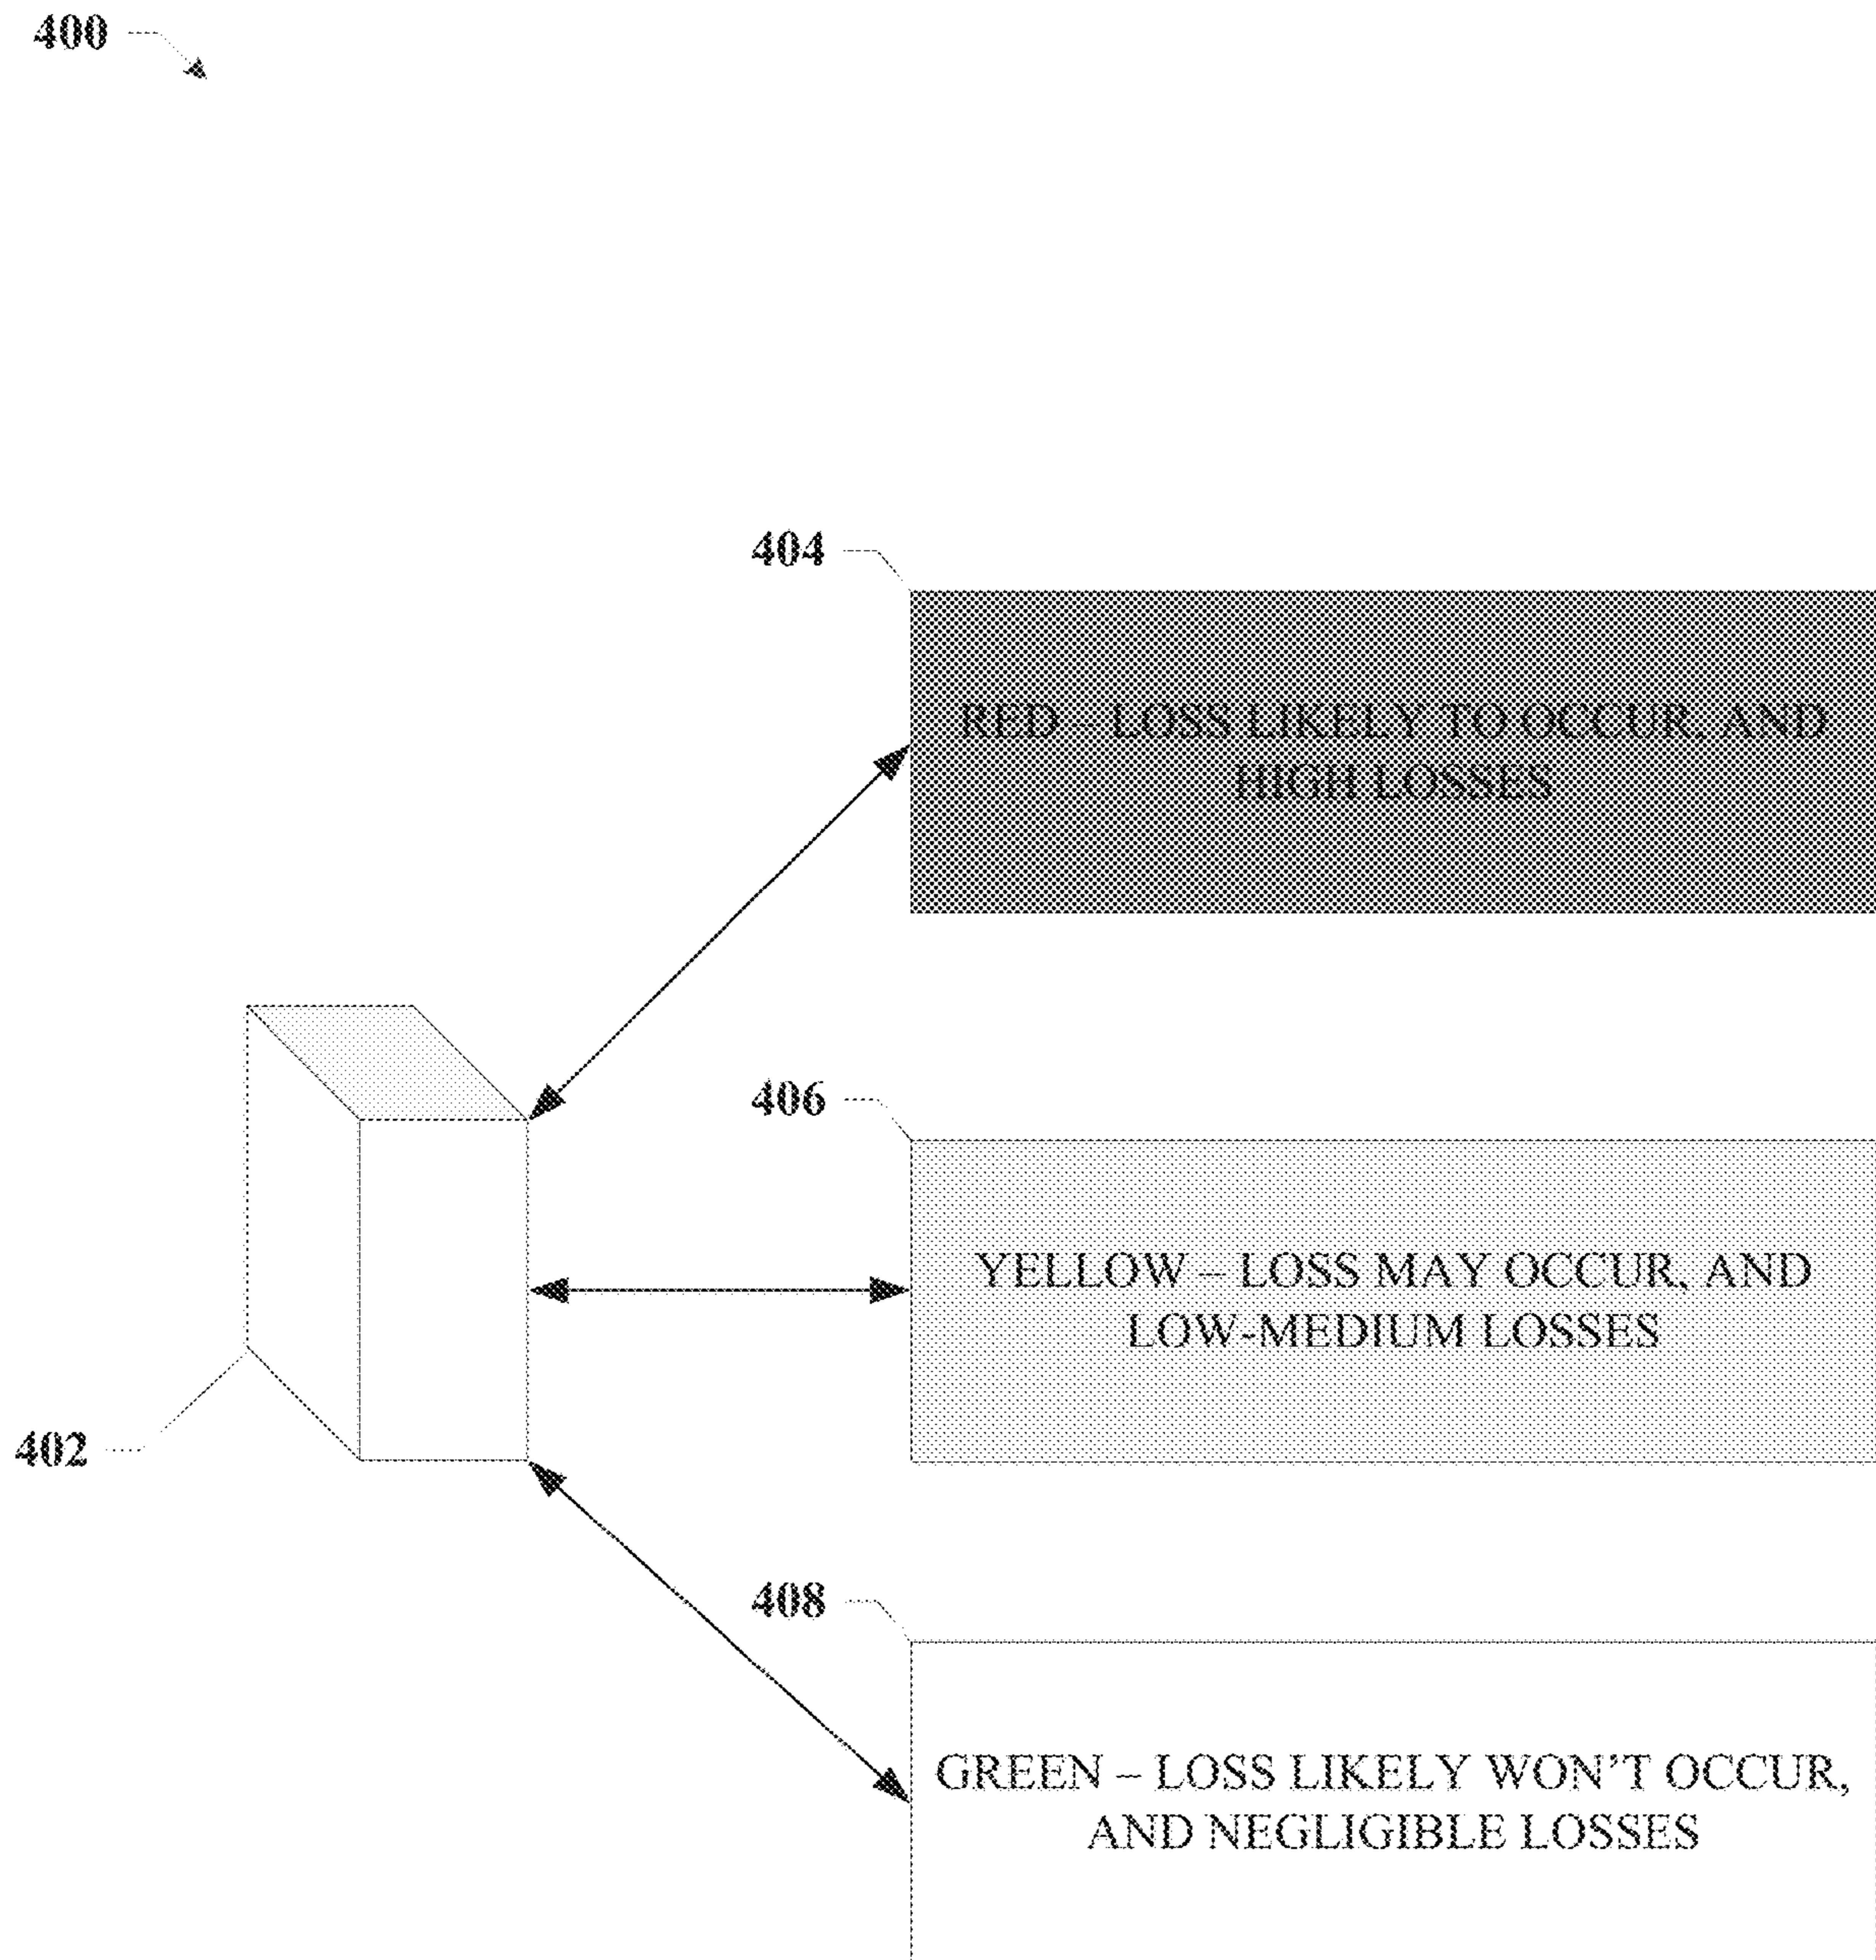 400
404
RED – LOSS LIKELY TO OCCUR, AND
HIGH LOSSES
406
YELLOW – LOSS MAY OCCUR, AND
LOW-MEDIUM LOSSES
402
408
GREEN – LOSS LIKELY WON'T OCCUR,
AND NEGLIGIBLE LOSSES